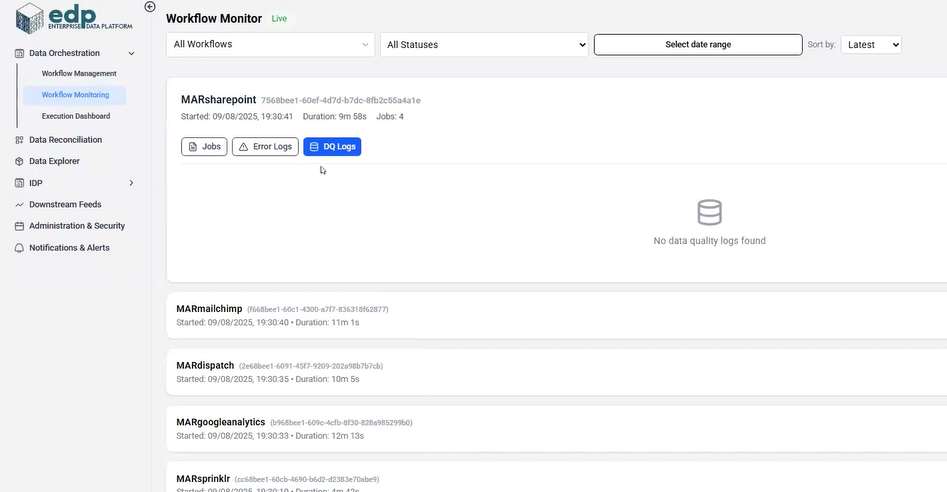 edp
ENTERPRISE DATA PLATFORM
Data Orchestration
Workflow Management
Workflow Monitoring
Execution Dashboard
Data Reconciliation
Data Explorer
IDP
Downstream Feeds
Administration & Security
Notifications & Alerts
Workflow Monitor Live
All Workflows All Statuses Select date range Sort by: Latest
MARsharepoint 7568bee1-60ef-4d7d-b7dc-8fb2c55a4a1e
Started: 09/08/2025, 19:30:41 Duration: 9m 58s Jobs: 4
Jobs Error Logs DQ Logs
No data quality logs found
MARmailchimp (f668bee1-60c1-4300-a7f7-836318f62877)
Started: 09/08/2025, 19:30:40 • Duration: 11m 1s
MARdispatch (2e68bee1-6091-45f7-9209-202a98b7b7cb)
Started: 09/08/2025, 19:30:35 • Duration: 10m 5s
MARgoogleanalytics (b968bee1-609c-4cfb-8f30-828a985299b0)
Started: 09/08/2025, 19:30:33 • Duration: 12m 13s
MARsprinklr (cc68bee1-60cb-4690-b6d2-d2383e70abe9)
Started: 09/08/2025, 19:30:19 • Duration: 4m 42s